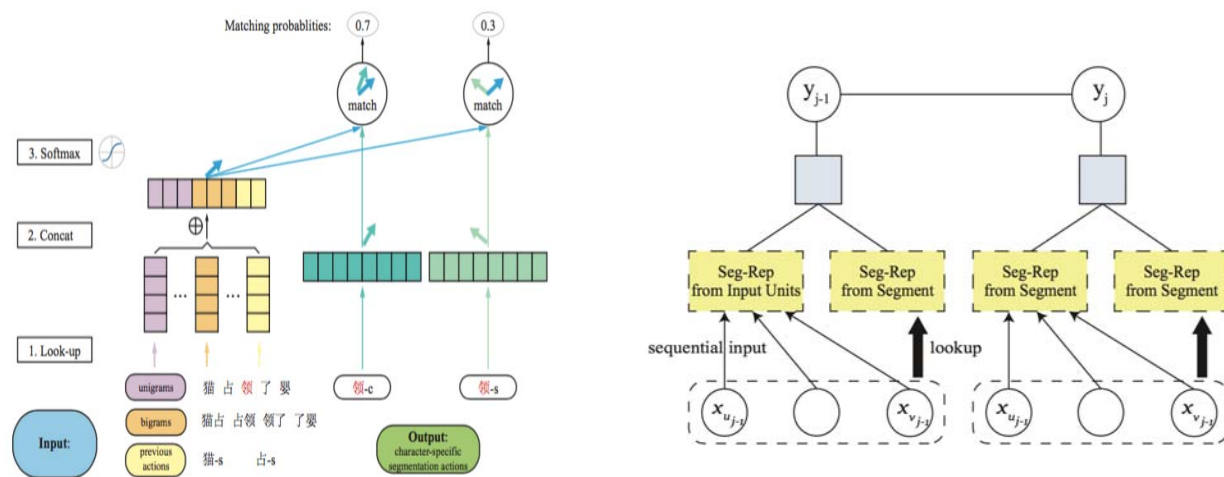 Matching probablities:
0.7
0.3
match
match
3. Softmax
2. Concat
⊕
...
...
1. Look-up
unigrams
猫 占 领 了 婴
领-c
领-s
bigrams
猫占 占领 领了 了婴
previous
actions
猫-s 占-s
Input:
Output:
character-specific
segmentation actions
y_{j-1}
y_j
Seg-Rep
from Input Units
Seg-Rep
from Segment
Seg-Rep
from Segment
Seg-Rep
from Segment
sequential input
lookup
x_{u_{j-1}}
x_{v_{j-1}}
x_{u_{j-1}}
x_{v_{j-1}}